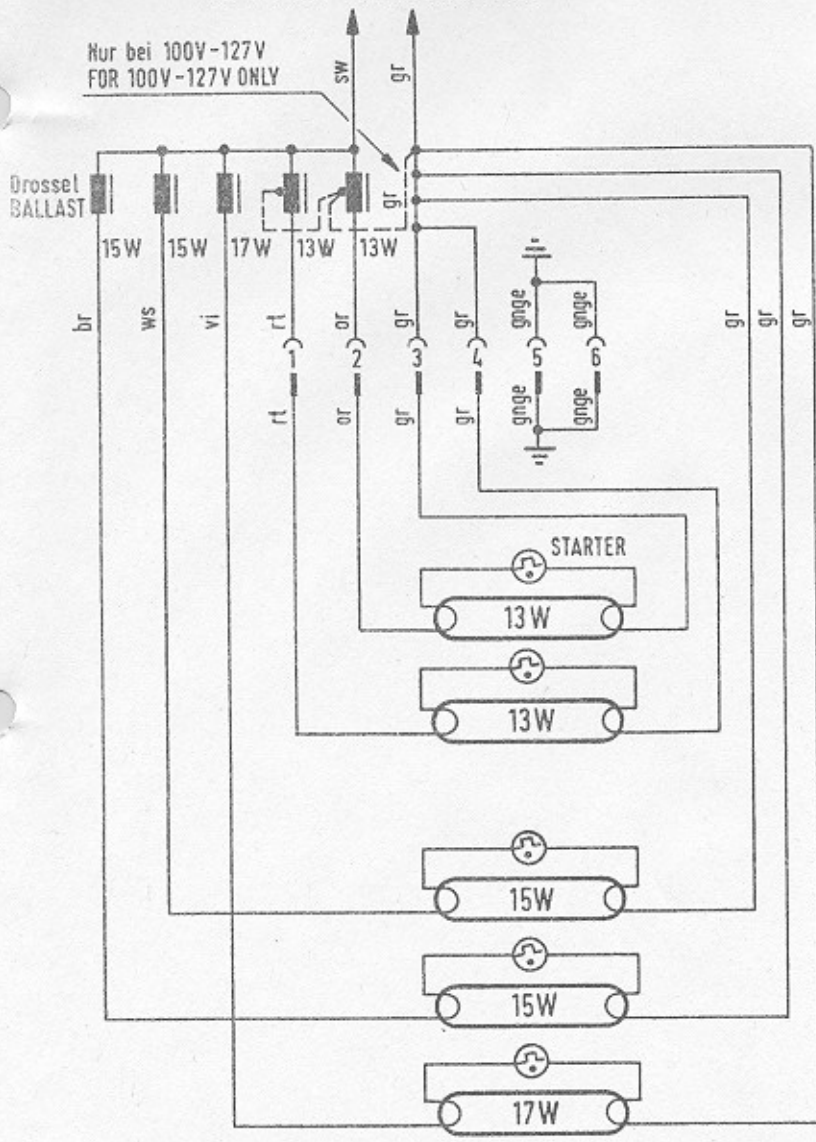 Nur bei 100V-127V
FOR 100V-127V ONLY
sw
gr
Drossel
BALLAST
gr
15W
15W
17W
13W
13W
br
ws
vi
rt
or
gr
gr
gnge
gnge
gr
gr
gr
1
2
3
4
5
6
rt
or
gr
gr
gnge
gnge
STARTER
13W
13W
15W
15W
17W